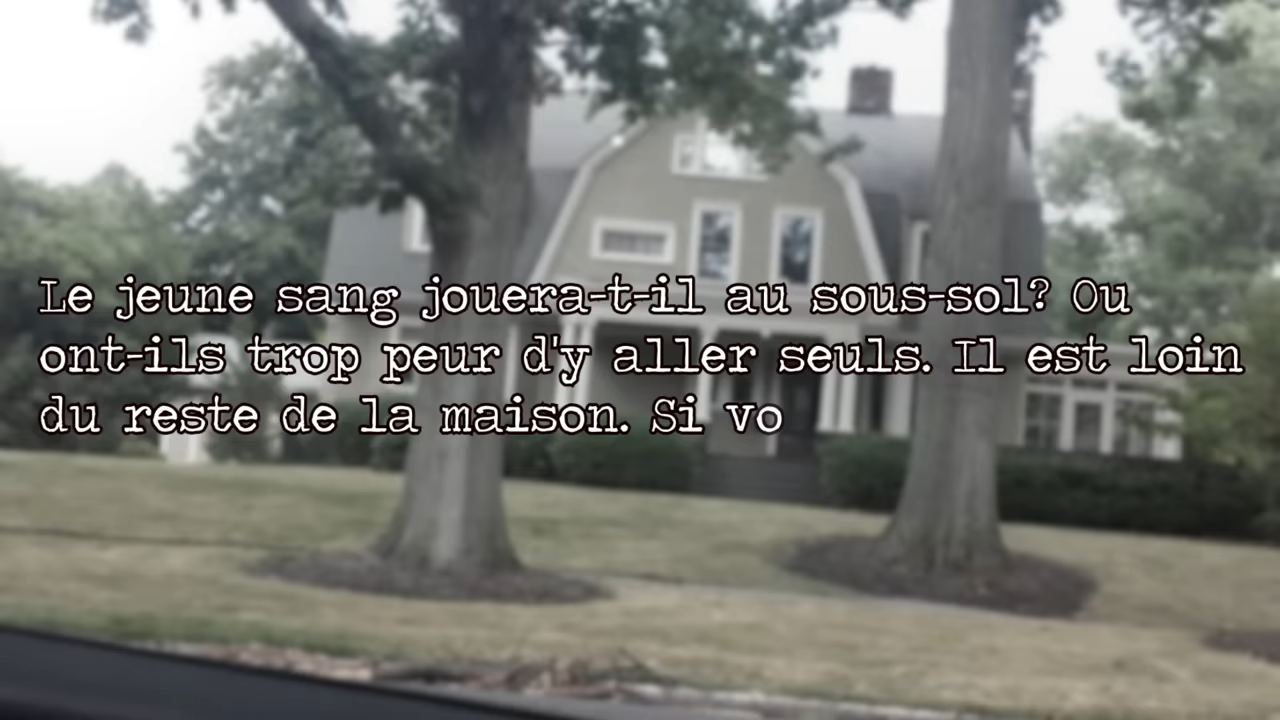 Le jeune sang jouera-t-il au sous-sol? Ou
ont-ils trop peur d'y aller seuls. Il est loin
du reste de la maison. Si vo